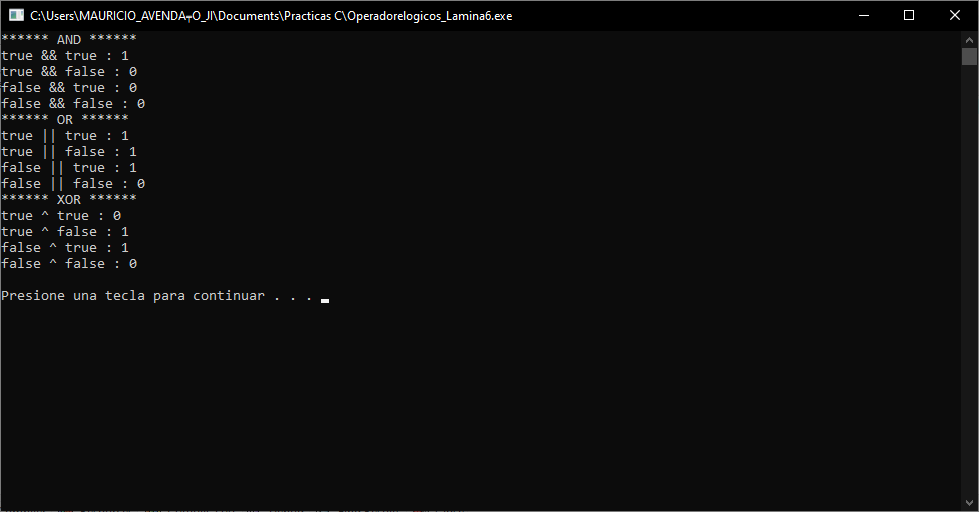 C:\Users\MAURICIO_AVENDA╤O_JI\Documents\Practicas C\Operadorelogicos_Lamina6.exe
****** AND ******
true && true : 1
true && false : 0
false && true : 0
false && false : 0
****** OR ******
true || true : 1
true || false : 1
false || true : 1
false || false : 0
****** XOR ******
true ^ true : 0
true ^ false : 1
false ^ true : 1
false ^ false : 0
Presione una tecla para continuar . . .